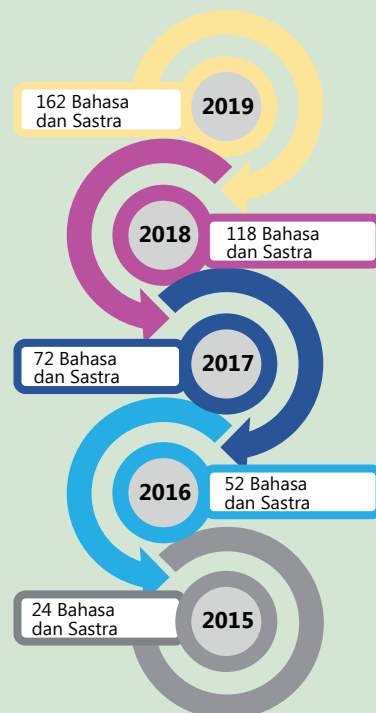 2019
162 Bahasa
dan Sastra
2018
118 Bahasa
dan Sastra
2017
72 Bahasa
dan Sastra
2016
52 Bahasa
dan Sastra
2015
24 Bahasa
dan Sastra